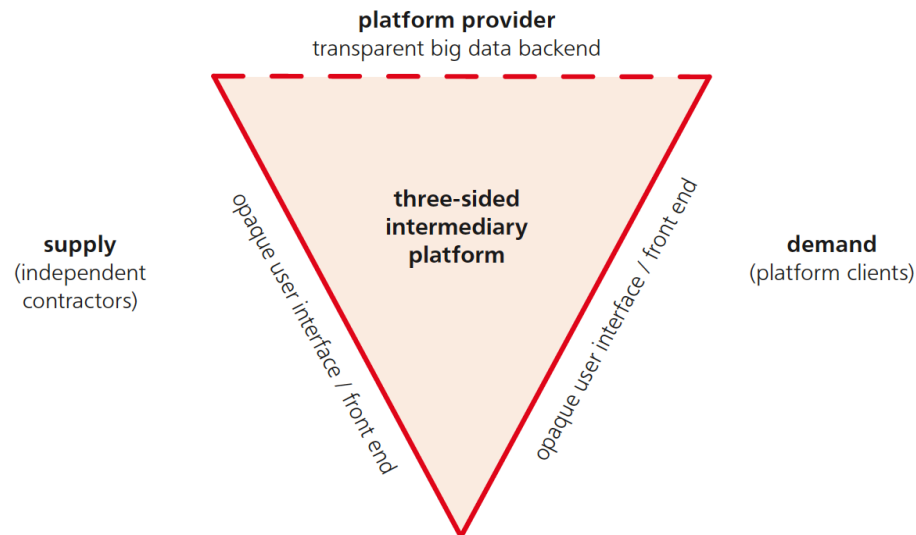 platform provider
transparent big data backend
three-sided
intermediary
platform
supply
(independent
contractors)
opaque user interface / front end
opaque user interface / front end
demand
(platform clients)